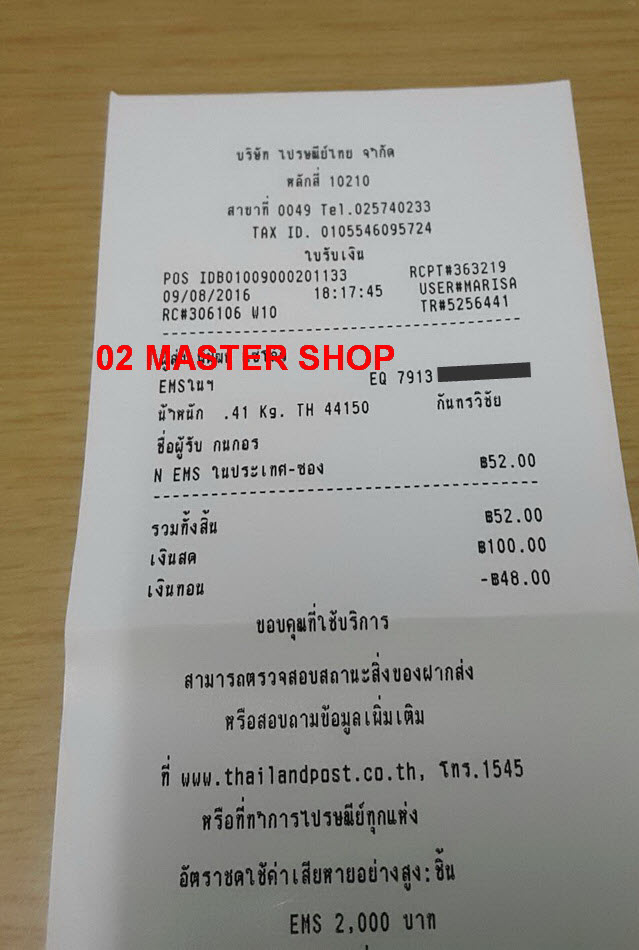 บริษัท ไปรษณีย์ไทย จำกัด
หลักสี่ 10210
สาขาที่ 0049 Tel.025740233
TAX ID. 0105546095724
ใบรับเงิน
POS IDB01009000201133 RCPT#363219
09/08/2016 18:17:45 USER#MARISA
RC#306106 W10 TR#5256441
02 MASTER SHOP
EMSในฯ EQ 7913
น้ำหนัก .41 Kg. TH 44150 กันทรวิชัย
ชื่อผู้รับ กนกอร
N EMS ในประเทศ-ซอง ฿52.00
รวมทั้งสิ้น ฿52.00
เงินสด ฿100.00
เงินทอน -฿48.00
ขอบคุณที่ใช้บริการ
สามารถตรวจสอบสถานะสิ่งของฝากส่ง
หรือสอบถามข้อมูลเพิ่มเติม
ที่ www.thailandpost.co.th, โทร.1545
หรือที่ทำการไปรษณีย์ทุกแห่ง
อัตราชดใช้ค่าเสียหายอย่างสูง:ชิ้น
EMS 2,000 บาท